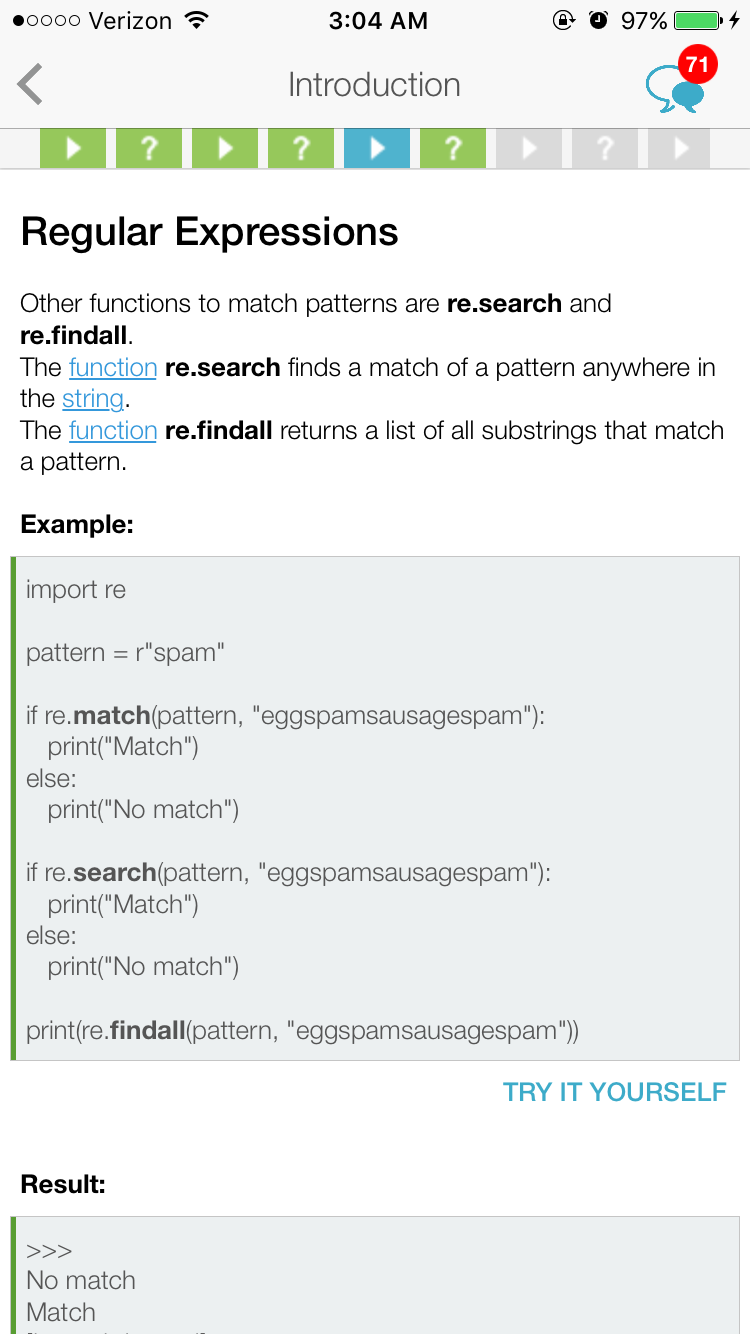 Verizon 3:04 AM 97%
Introduction 71
? ? ? ?
Regular Expressions
Other functions to match patterns are re.search and
re.findall.
The function re.search finds a match of a pattern anywhere in
the string.
The function re.findall returns a list of all substrings that match
a pattern.
Example:
import re
pattern = r"spam"
if re.match(pattern, "eggspamsausagespam"):
print("Match")
else:
print("No match")
if re.search(pattern, "eggspamsausagespam"):
print("Match")
else:
print("No match")
print(re.findall(pattern, "eggspamsausagespam"))
TRY IT YOURSELF
Result:
>>>
No match
Match